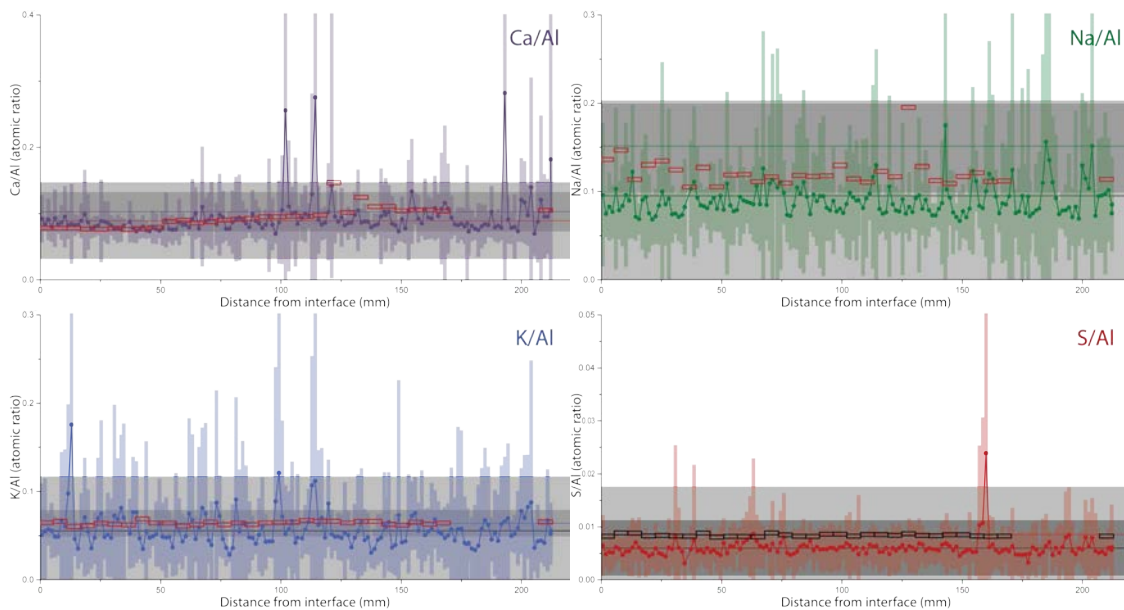 Ca/Al
Ca/Al (atomic ratio)
0.4
0.2
0.0
0 50 100 150 200
Distance from interface (mm)
Na/Al
Na/Al (atomic ratio)
0.3
0.2
0.1
0.0
0 50 100 150 200
Distance from interface (mm)
K/Al
K/Al (atomic ratio)
0.3
0.2
0.1
0.0
0 50 100 150 200
Distance from interface (mm)
S/Al
S/Al (atomic ratio)
0.05
0.04
0.03
0.02
0.01
0.00
0 50 100 150 200
Distance from interface (mm)